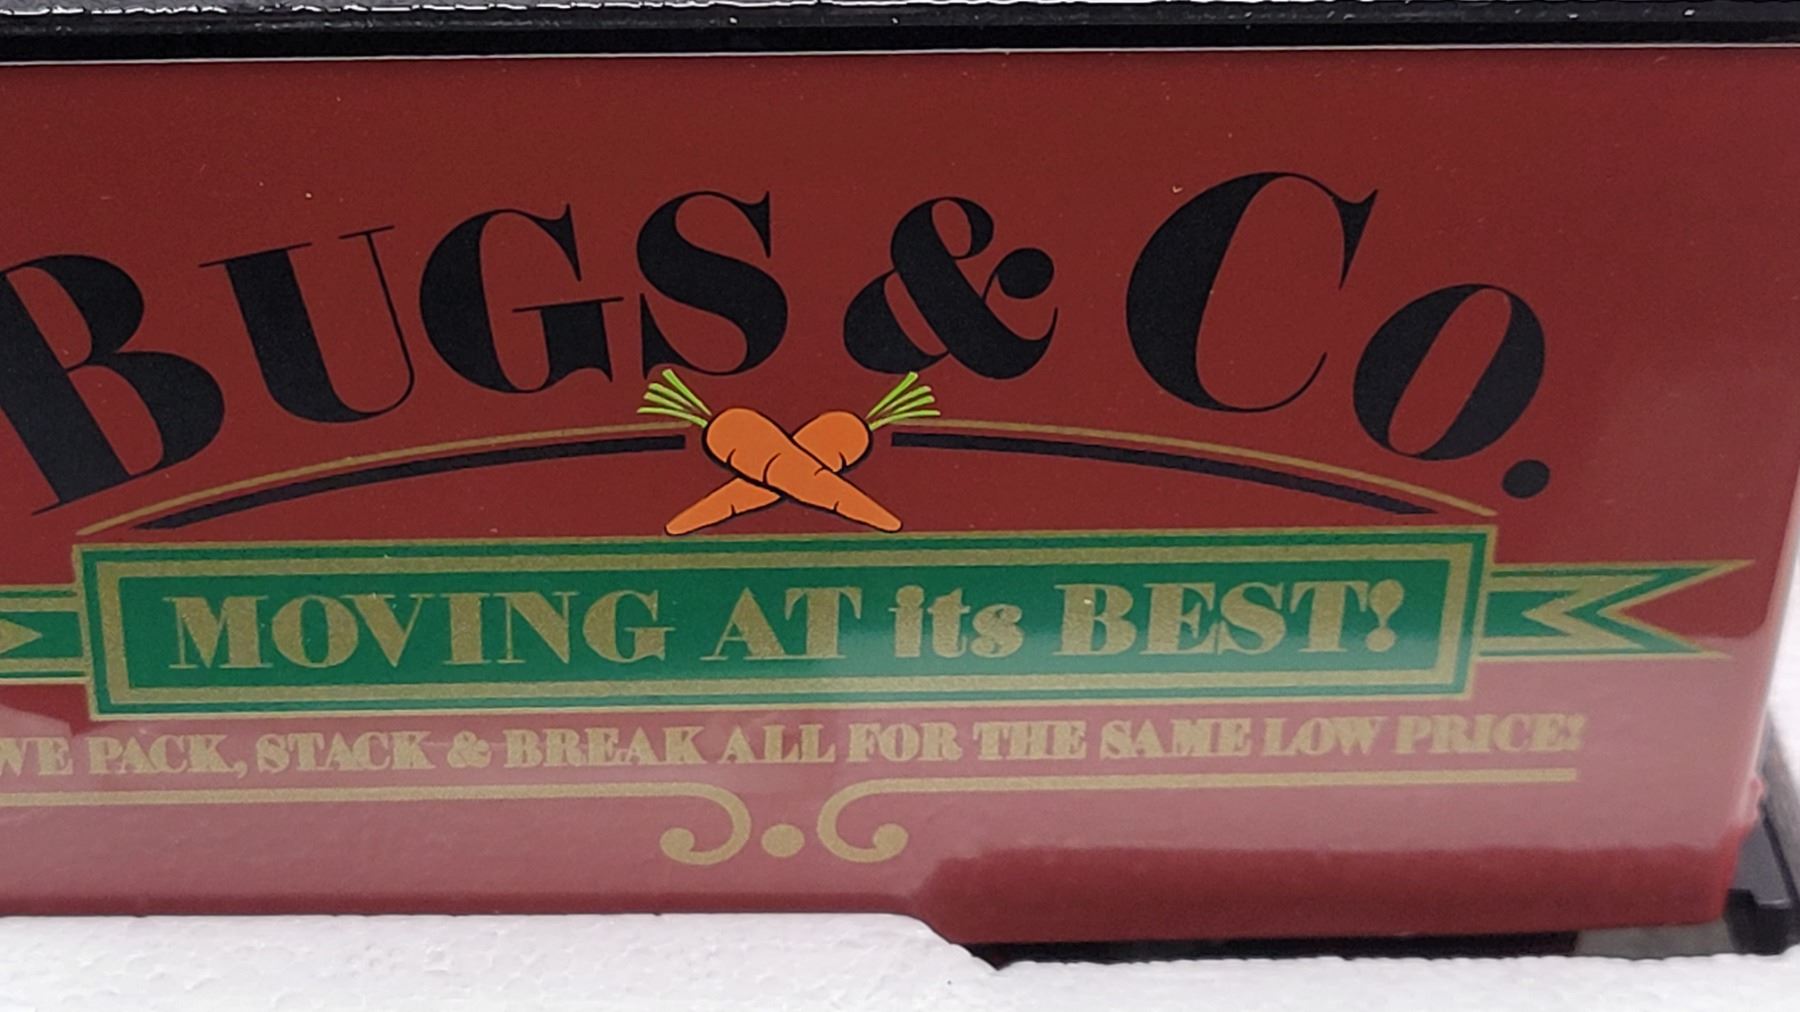 BUGS & Co.
MOVING AT its BEST!
WE PACK, STACK & BREAK ALL FOR THE SAME LOW PRICE!